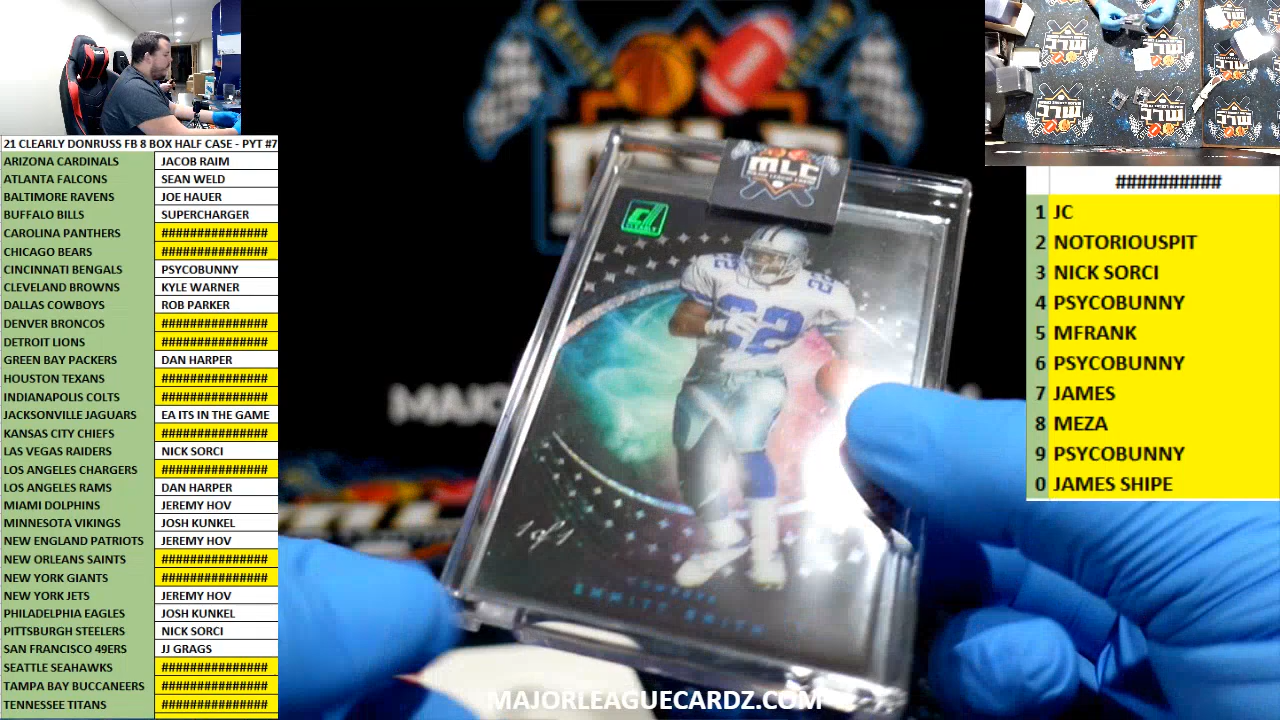 21 CLEARLY DONRUSS FB 8 BOX HALF CASE - PYT #7
ARIZONA CARDINALS JACOB RAIM
ATLANTA FALCONS SEAN WELD
BALTIMORE RAVENS JOE HAUER
BUFFALO BILLS SUPERCHARGER
CAROLINA PANTHERS ###############
CHICAGO BEARS ###############
CINCINNATI BENGALS PSYCOBUNNY
CLEVELAND BROWNS KYLE WARNER
DALLAS COWBOYS ROB PARKER
DENVER BRONCOS ###############
DETROIT LIONS ###############
GREEN BAY PACKERS DAN HARPER
HOUSTON TEXANS ###############
INDIANAPOLIS COLTS ###############
JACKSONVILLE JAGUARS EA ITS IN THE GAME
KANSAS CITY CHIEFS ###############
LAS VEGAS RAIDERS NICK SORCI
LOS ANGELES CHARGERS ###############
LOS ANGELES RAMS DAN HARPER
MIAMI DOLPHINS JEREMY HOV
MINNESOTA VIKINGS JOSH KUNKEL
NEW ENGLAND PATRIOTS JEREMY HOV
NEW ORLEANS SAINTS ###############
NEW YORK GIANTS ###############
NEW YORK JETS JEREMY HOV
PHILADELPHIA EAGLES JOSH KUNKEL
PITTSBURGH STEELERS NICK SORCI
SAN FRANCISCO 49ERS JJ GRAGS
SEATTLE SEAHAWKS ###############
TAMPA BAY BUCCANEERS ###############
TENNESSEE TITANS ###############
MLC
22
22
1 of 1
COWBOYS
EMMITT SMITH
MAJORLEAGUECARDZ.COM
##########
1 JC
2 NOTORIOUSPIT
3 NICK SORCI
4 PSYCOBUNNY
5 MFRANK
6 PSYCOBUNNY
7 JAMES
8 MEZA
9 PSYCOBUNNY
0 JAMES SHIPE